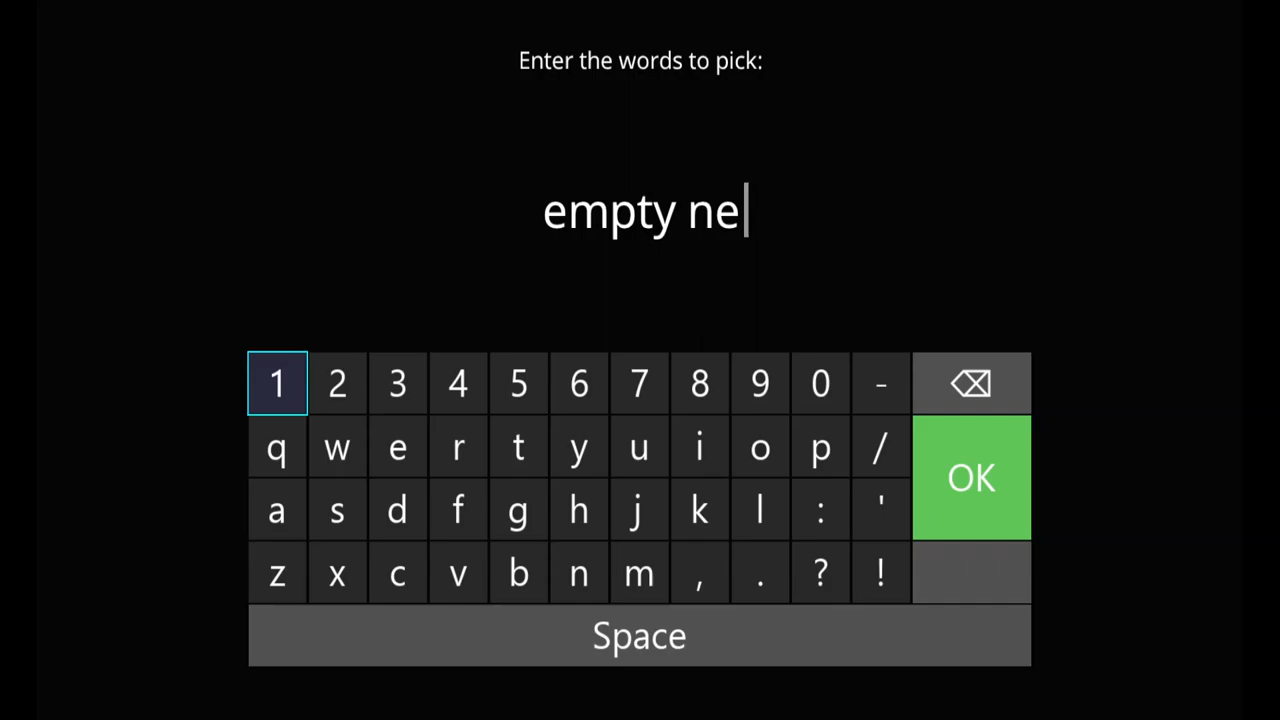 Enter the words to pick:
empty ne
1 2 3 4 5 6 7 8 9 0 - ⌫
q w e r t y u i o p /
OK
a s d f g h j k l : '
z x c v b n m , . ? !
Space